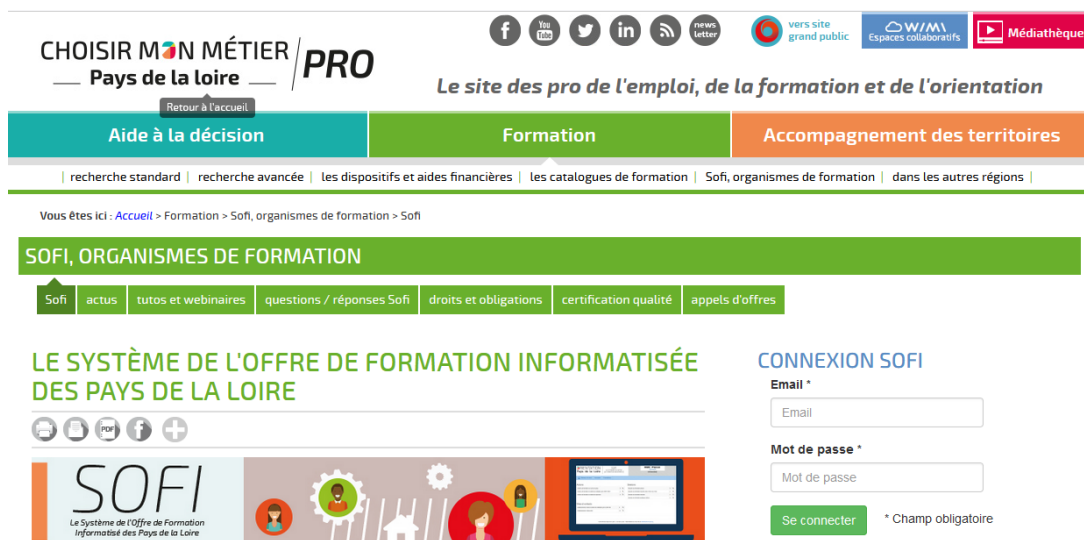 CHOISIR MON MÉTIER
Pays de la loire
PRO
Retour à l'accueil
You
Tube
news
letter
vers site
grand public
WIMI
Espaces collaboratifs
Médiathèque
Le site des pro de l'emploi, de la formation et de l'orientation
Aide à la décision
Formation
Accompagnement des territoires
| recherche standard | recherche avancée | les dispositifs et aides financières | les catalogues de formation | Sofi, organismes de formation | dans les autres régions |
Vous êtes ici : Accueil > Formation > Sofi, organismes de formation > Sofi
SOFI, ORGANISMES DE FORMATION
Sofi
actus
tutos et webinaires
questions / réponses Sofi
droits et obligations
certification qualité
appels d'offres
LE SYSTÈME DE L'OFFRE DE FORMATION INFORMATISÉE
DES PAYS DE LA LOIRE
PDF
SOFI
Le Système de l'Offre de Formation
Informatisé des Pays de la Loire
CONNEXION SOFI
Email *
Email
Mot de passe *
Mot de passe
Se connecter
* Champ obligatoire